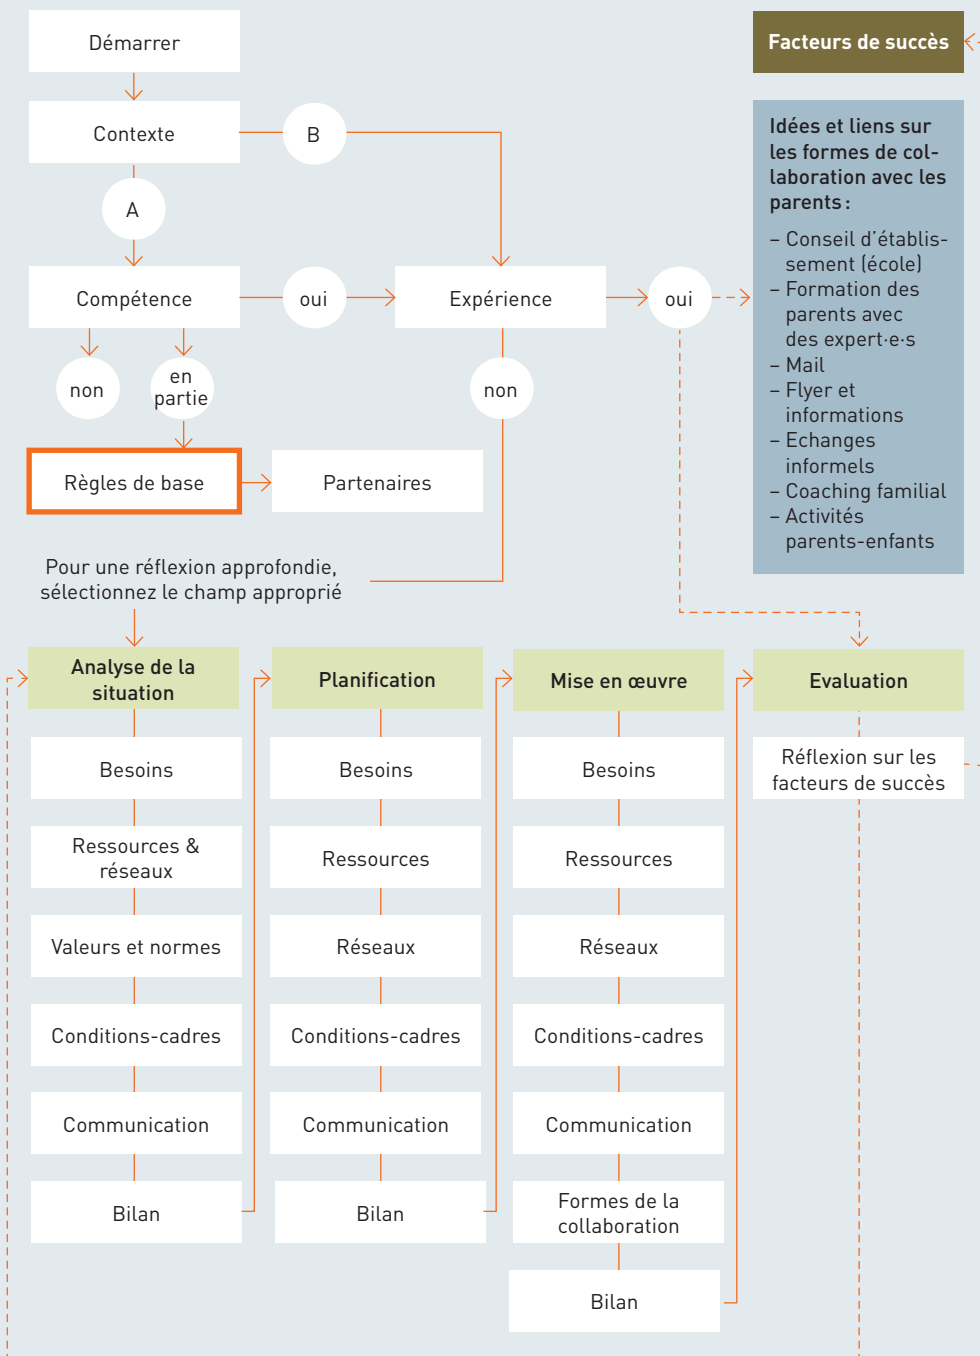 Démarrer
Facteurs de succès
Contexte
B
A
Idées et liens sur
les formes de col-
laboration avec les
parents :
– Conseil d'établis-
sement (école)
– Formation des
parents avec
des expert·e·s
– Mail
– Flyer et
informations
– Echanges
informels
– Coaching familial
– Activités
parents-enfants
Compétence
oui
Expérience
oui
non
en
partie
non
Règles de base
Partenaires
Pour une réflexion approfondie,
sélectionnez le champ approprié
Analyse de la
situation
Besoins
Ressources &
réseaux
Valeurs et normes
Conditions-cadres
Communication
Bilan
Planification
Besoins
Ressources
Réseaux
Conditions-cadres
Communication
Bilan
Mise en œuvre
Besoins
Ressources
Réseaux
Conditions-cadres
Communication
Formes de la
collaboration
Bilan
Evaluation
Réflexion sur les
facteurs de succès